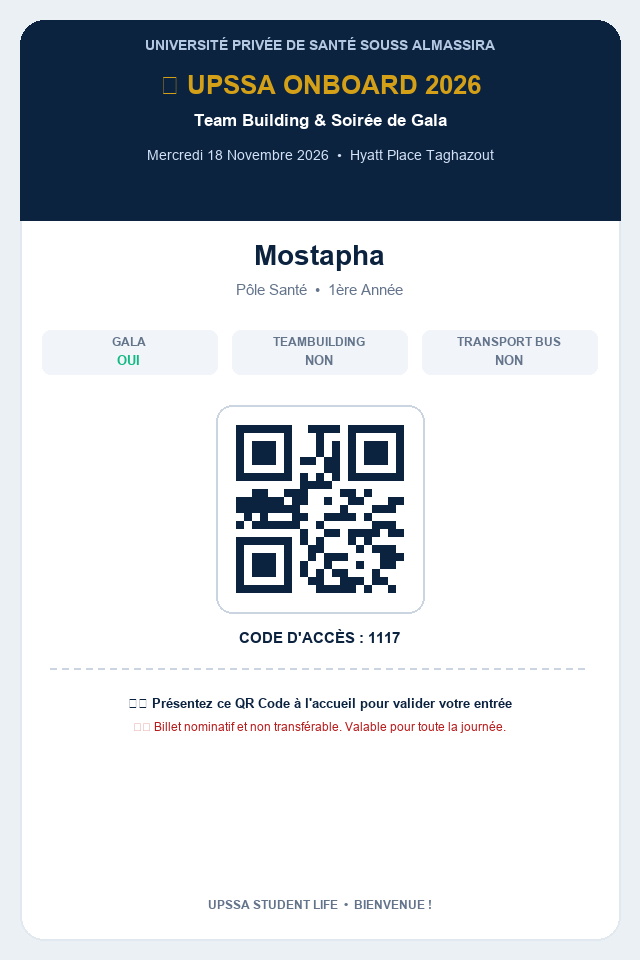 UNIVERSITÉ PRIVÉE DE SANTÉ SOUSS ALMASSIRA
UPSSA ONBOARD 2026
Team Building & Soirée de Gala
Mercredi 18 Novembre 2026 • Hyatt Place Taghazout
Mostapha
Pôle Santé • 1ère Année
GALA
OUI
TEAMBUILDING
NON
TRANSPORT BUS
NON
CODE D'ACCÈS : 1117
Présentez ce QR Code à l'accueil pour valider votre entrée
Billet nominatif et non transférable. Valable pour toute la journée.
UPSSA STUDENT LIFE • BIENVENUE !